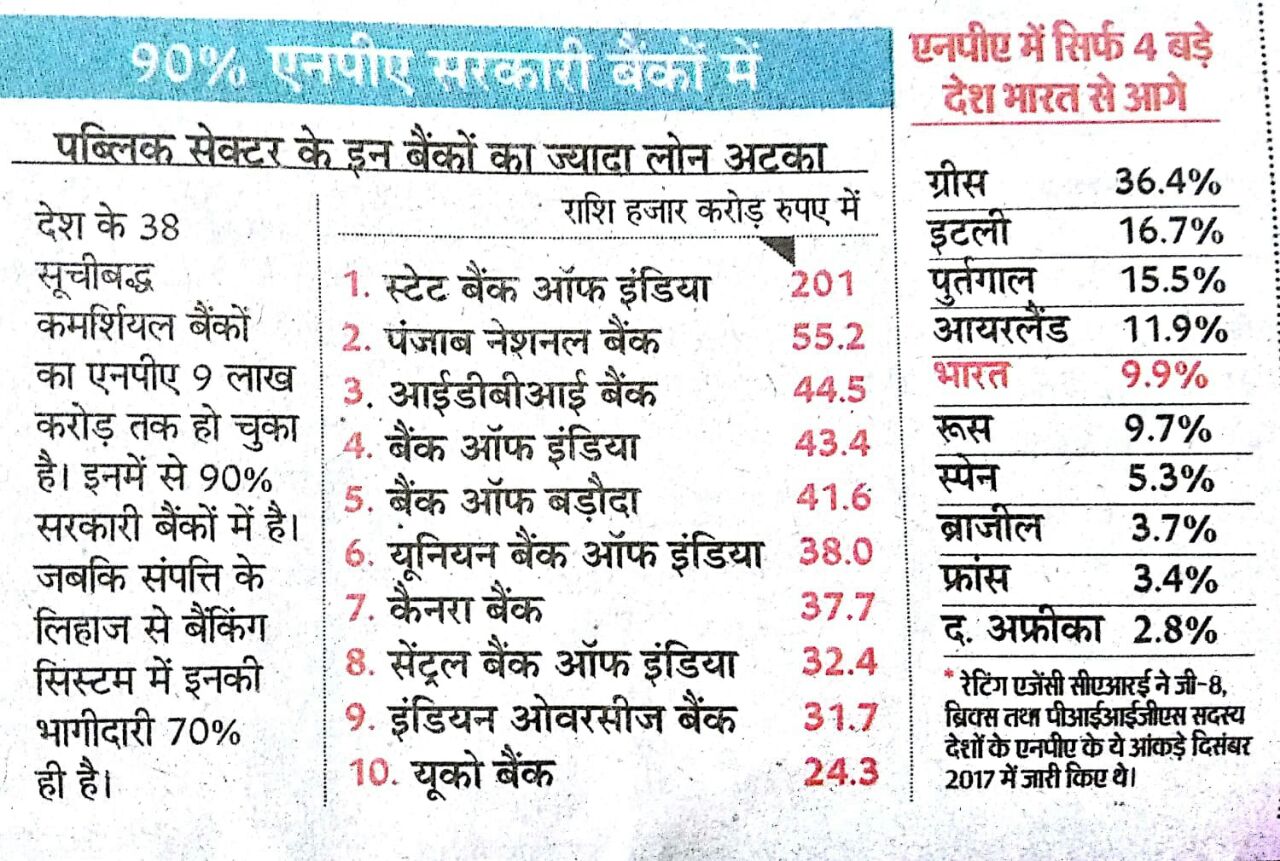 90% एनपीए सरकारी बैंकों में
पब्लिक सेक्टर के इन बैंकों का ज्यादा लोन अटका
देश के 38
सूचीबद्ध
कमर्शियल बैंकों
का एनपीए 9 लाख
करोड़ तक हो चुका
है। इनमें से 90%
सरकारी बैंकों में है।
जबकि संपत्ति के
लिहाज से बैंकिंग
सिस्टम में इनकी
भागीदारी 70%
ही है।
राशि हजार करोड़ रुपए में
1. स्टेट बैंक ऑफ इंडिया 201
2. पंजाब नेशनल बैंक 55.2
3. आईडीबीआई बैंक 44.5
4. बैंक ऑफ इंडिया 43.4
5. बैंक ऑफ बड़ौदा 41.6
6. यूनियन बैंक ऑफ इंडिया 38.0
7. कैनरा बैंक 37.7
8. सेंट्रल बैंक ऑफ इंडिया 32.4
9. इंडियन ओवरसीज बैंक 31.7
10. यूको बैंक 24.3
एनपीए में सिर्फ 4 बड़े
देश भारत से आगे
ग्रीस 36.4%
इटली 16.7%
पुर्तगाल 15.5%
आयरलैंड 11.9%
भारत 9.9%
रूस 9.7%
स्पेन 5.3%
ब्राजील 3.7%
फ्रांस 3.4%
द. अफ्रीका 2.8%
* रेटिंग एजेंसी सीएआरई ने जी-8,
ब्रिक्स तथा पीआईआईजीएस सदस्य
देशों के एनपीए के ये आंकड़े दिसंबर
2017 में जारी किए थे।